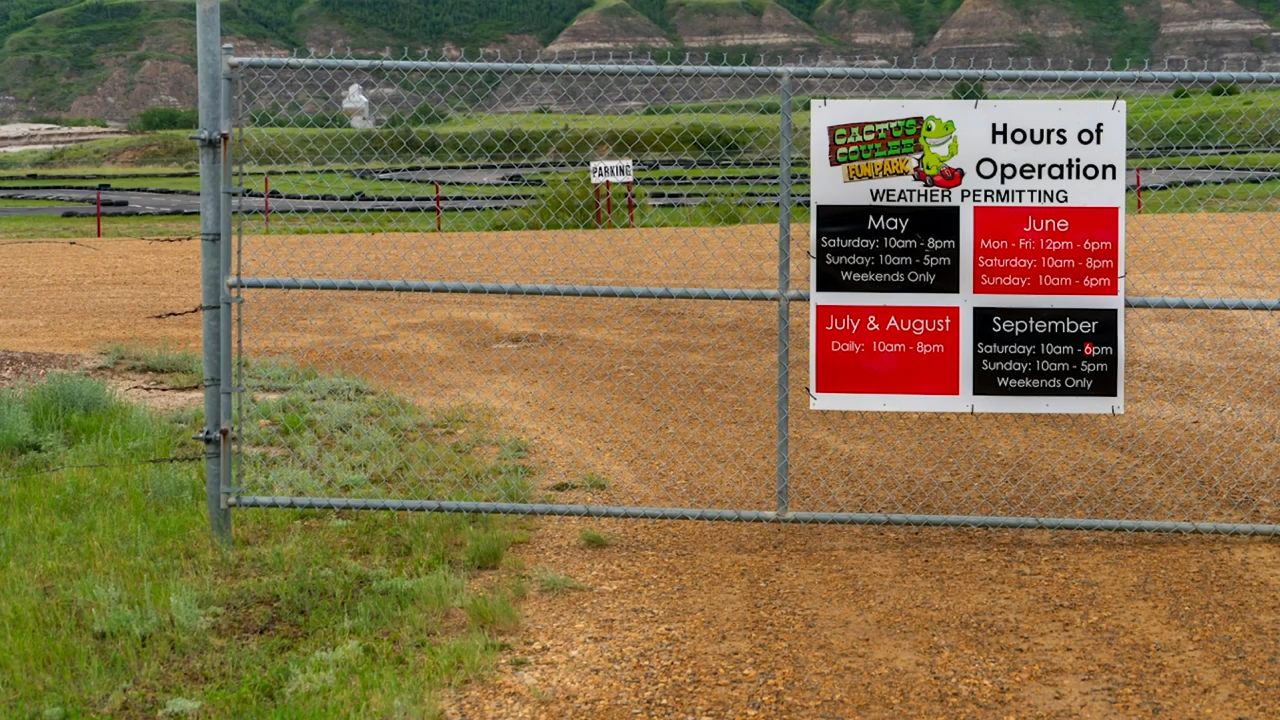 PARKING
CACTUS
COULEE
FUN PARK
Hours of
Operation
WEATHER PERMITTING
May
Saturday: 10am - 8pm
Sunday: 10am - 5pm
Weekends Only
June
Mon - Fri: 12pm - 6pm
Saturday: 10am - 8pm
Sunday: 10am - 6pm
July & August
Daily: 10am - 8pm
September
Saturday: 10am - 6pm
Sunday: 10am - 5pm
Weekends Only